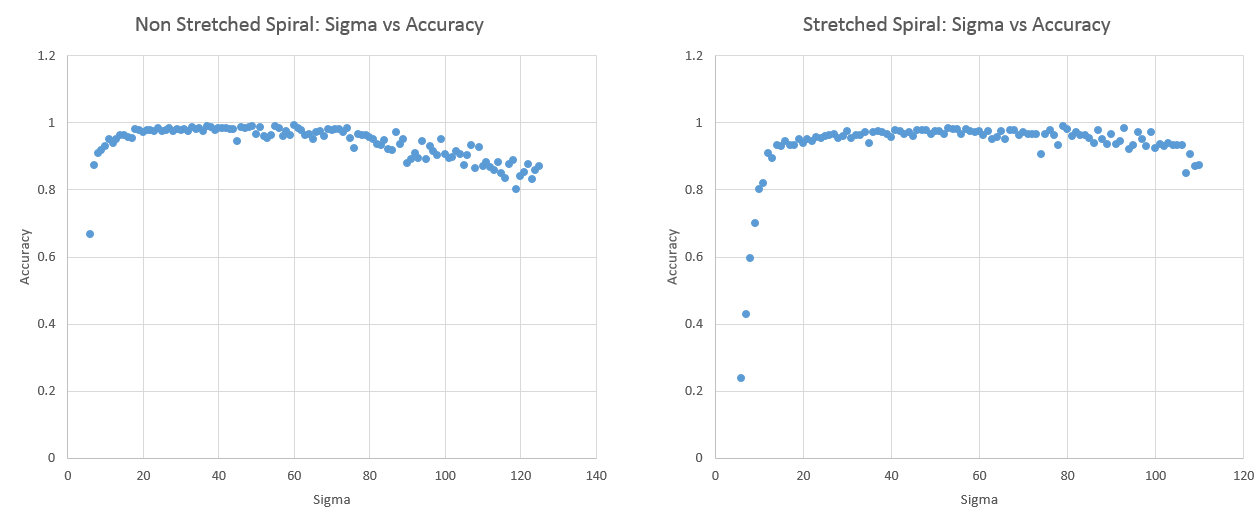 Non Stretched Spiral: Sigma vs Accuracy
1.2
1
0.8
0.6
0.4
0.2
0
Accuracy
0 20 40 60 80 100 120 140
Sigma
Stretched Spiral: Sigma vs Accuracy
1.2
1
0.8
0.6
0.4
0.2
0
Accuracy
0 20 40 60 80 100 120
Sigma